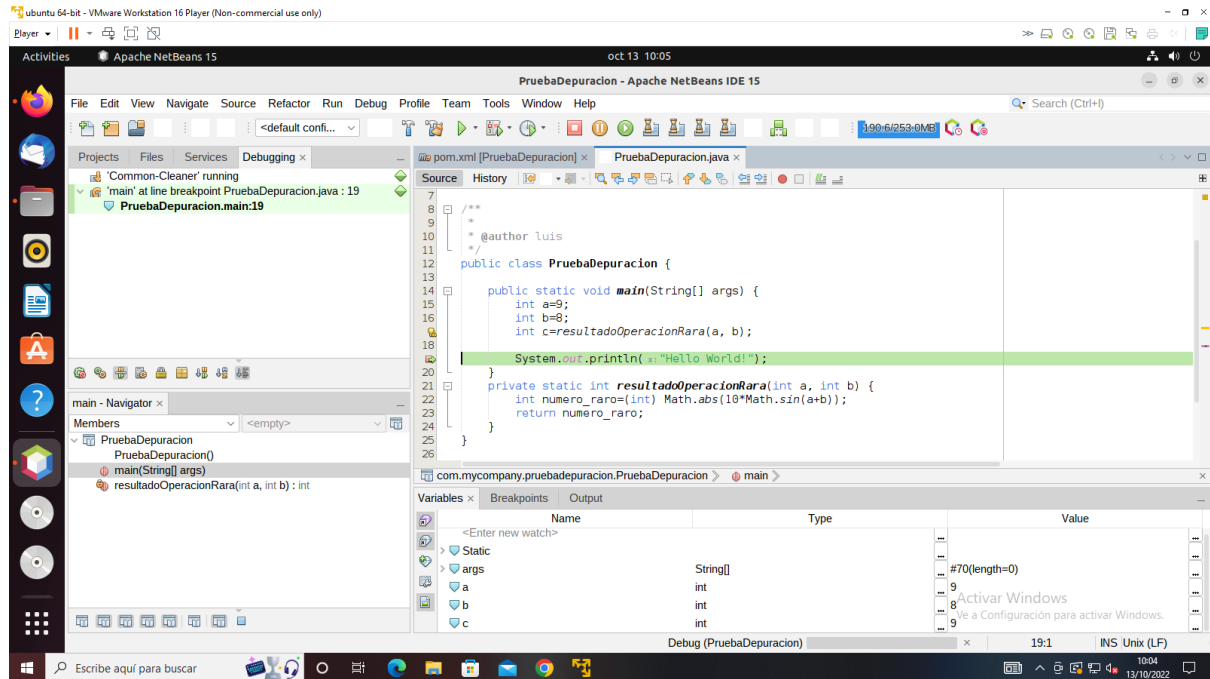 ubuntu 64-bit - VMware Workstation 16 Player (Non-commercial use only)
Player
Activities Apache NetBeans 15 oct 13 10:05
PruebaDepuracion - Apache NetBeans IDE 15
File Edit View Navigate Source Refactor Run Debug Profile Team Tools Window Help Search (Ctrl+I)
<default confi... 190.6/253.0MB
Projects Files Services Debugging pom.xml [PruebaDepuracion] PruebaDepuracion.java
'Common-Cleaner' running
'main' at line breakpoint PruebaDepuracion.java : 19
PruebaDepuracion.main:19
Source History
7
8 /**
9 *
10 * @author luis
11 */
12 public class PruebaDepuracion {
13
14 public static void main(String[] args) {
15 int a=9;
16 int b=8;
int c=resultadoOperacionRara(a, b);
18
System.out.println( x: "Hello World!");
20 }
21 private static int resultadoOperacionRara(int a, int b) {
22 int numero_raro=(int) Math.abs(10*Math.sin(a+b));
23 return numero_raro;
24 }
25 }
26
main - Navigator
Members <empty>
PruebaDepuracion
PruebaDepuracion()
main(String[] args)
resultadoOperacionRara(int a, int b) : int
com.mycompany.pruebadepuracion.PruebaDepuracion main
Variables Breakpoints Output
Name Type Value
<Enter new watch>
Static
args String[] #70(length=0)
a int 9
b int 8
c int 9
Activar Windows
Ve a Configuración para activar Windows.
Debug (PruebaDepuracion) 19:1 INS Unix (LF)
Escribe aquí para buscar
10:04
13/10/2022